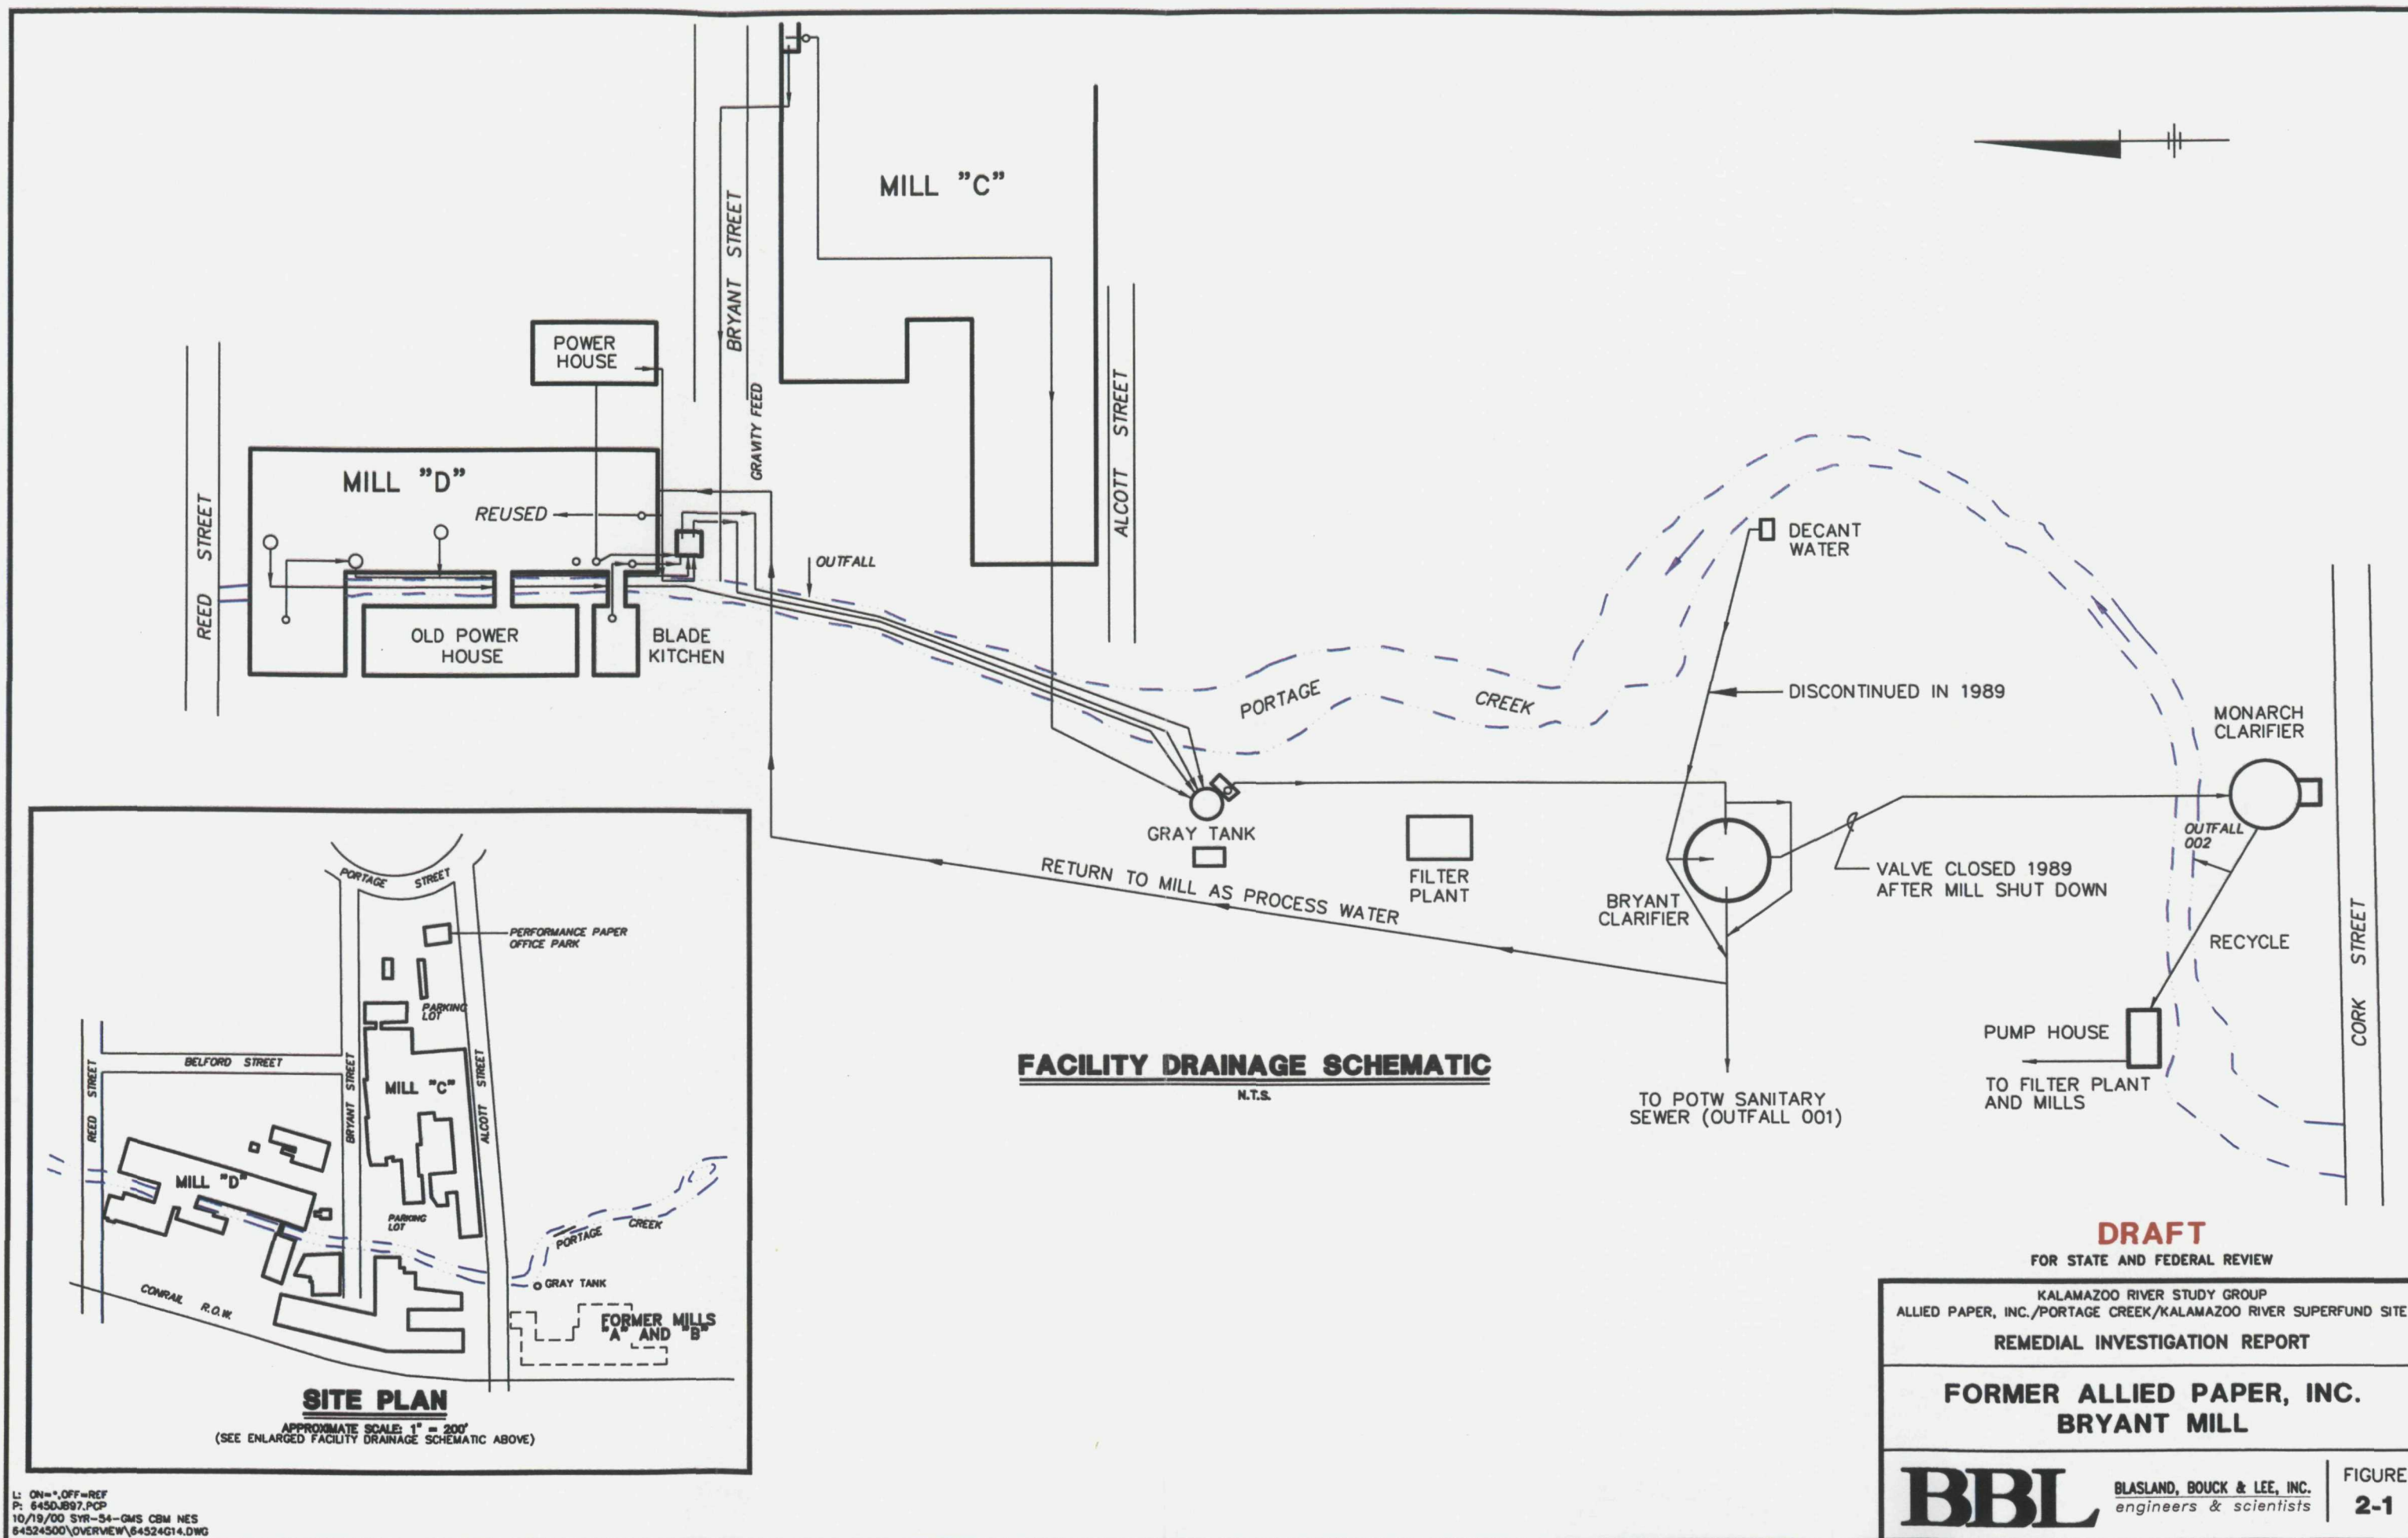 MILL "C"
BRYANT STREET
GRAVITY FEED
POWER
HOUSE
ALCOTT STREET
REED STREET
MILL "D"
REUSED
OUTFALL
OLD POWER
HOUSE
BLADE
KITCHEN
DECANT
WATER
PORTAGE CREEK
DISCONTINUED IN 1989
MONARCH
CLARIFIER
GRAY TANK
FILTER
PLANT
RETURN TO MILL AS PROCESS WATER
BRYANT
CLARIFIER
VALVE CLOSED 1989
AFTER MILL SHUT DOWN
OUTFALL
002
RECYCLE
CORK STREET
PUMP HOUSE
TO FILTER PLANT
AND MILLS
TO POTW SANITARY
SEWER (OUTFALL 001)
FACILITY DRAINAGE SCHEMATIC
N.T.S.
PORTAGE STREET
PERFORMANCE PAPER
OFFICE PARK
PARKING
LOT
BELFORD STREET
REED STREET
BRYANT STREET
MILL "C"
ALCOTT STREET
MILL "D"
PARKING
LOT
PORTAGE CREEK
GRAY TANK
CONRAIL R.O.W.
FORMER MILLS
"A" AND "B"
SITE PLAN
APPROXIMATE SCALE: 1" = 200'
(SEE ENLARGED FACILITY DRAINAGE SCHEMATIC ABOVE)
DRAFT
FOR STATE AND FEDERAL REVIEW
KALAMAZOO RIVER STUDY GROUP
ALLIED PAPER, INC./PORTAGE CREEK/KALAMAZOO RIVER SUPERFUND SITE
REMEDIAL INVESTIGATION REPORT
FORMER ALLIED PAPER, INC.
BRYANT MILL
BBL
BLASLAND, BOUCK & LEE, INC.
engineers & scientists
FIGURE
2-1
L: ON=*,OFF=REF
P: 645DJB97.PCP
10/19/00 SYR-54-GMS CBM NES
64524500\OVERVIEW\64524G14.DWG